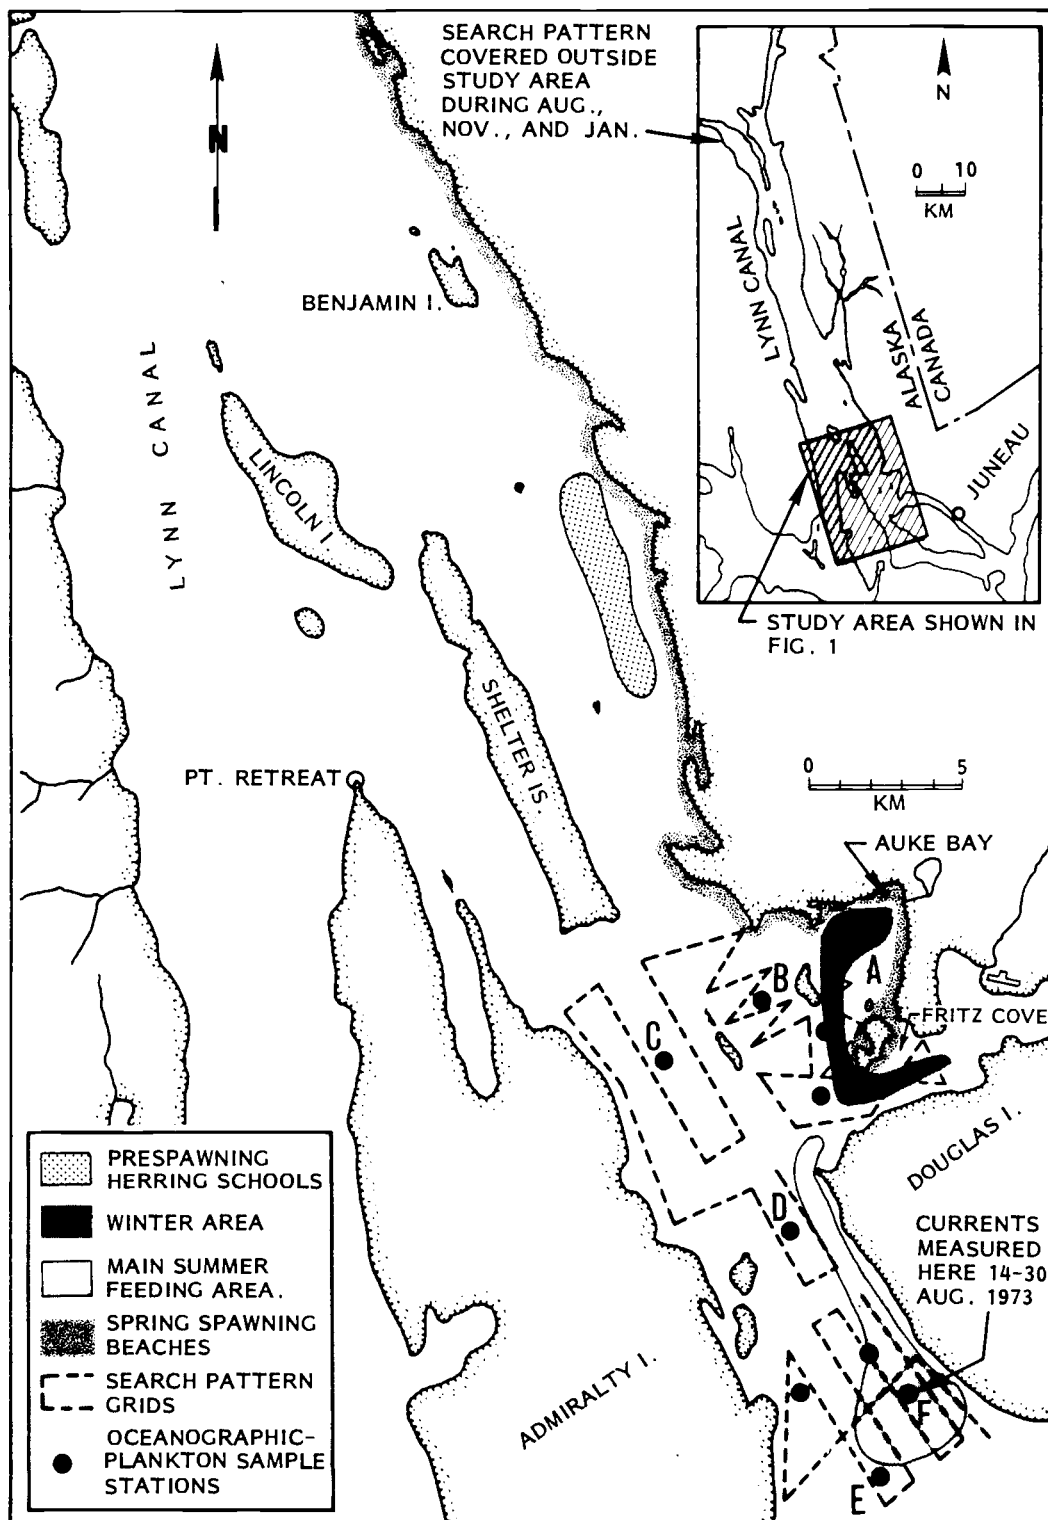 SEARCH PATTERN
COVERED OUTSIDE
STUDY AREA
DURING AUG.,
NOV., AND JAN.
N
N
0 10
KM
LYNN CANAL
ALASKA
CANADA
JUNEAU
STUDY AREA SHOWN IN
FIG. 1
BENJAMIN I.
LYNN CANAL
LINCOLN I.
SHELTER IS.
PT. RETREAT
0 5
KM
AUKE BAY
A
B
C
FRITZ COVE
DOUGLAS I.
D
CURRENTS
MEASURED
HERE 14-30
AUG. 1973
F
E
ADMIRALTY I.
PRESPAWNING
HERRING SCHOOLS
WINTER AREA
MAIN SUMMER
FEEDING AREA.
SPRING SPAWNING
BEACHES
SEARCH PATTERN
GRIDS
OCEANOGRAPHIC-
PLANKTON SAMPLE
STATIONS